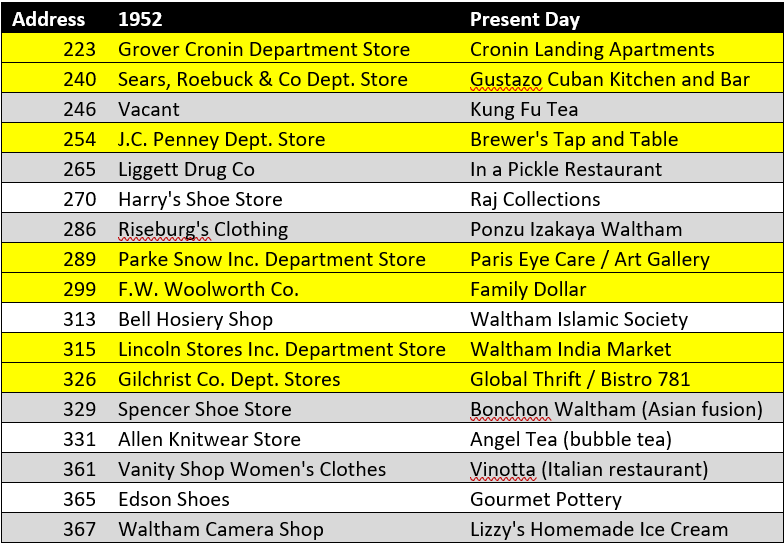 Address 1952 Present Day
223 Grover Cronin Department Store Cronin Landing Apartments
240 Sears, Roebuck & Co Dept. Store Gustazo Cuban Kitchen and Bar
246 Vacant Kung Fu Tea
254 J.C. Penney Dept. Store Brewer's Tap and Table
265 Liggett Drug Co In a Pickle Restaurant
270 Harry's Shoe Store Raj Collections
286 Riseburg's Clothing Ponzu Izakaya Waltham
289 Parke Snow Inc. Department Store Paris Eye Care / Art Gallery
299 F.W. Woolworth Co. Family Dollar
313 Bell Hosiery Shop Waltham Islamic Society
315 Lincoln Stores Inc. Department Store Waltham India Market
326 Gilchrist Co. Dept. Stores Global Thrift / Bistro 781
329 Spencer Shoe Store Bonchon Waltham (Asian fusion)
331 Allen Knitwear Store Angel Tea (bubble tea)
361 Vanity Shop Women's Clothes Vinotta (Italian restaurant)
365 Edson Shoes Gourmet Pottery
367 Waltham Camera Shop Lizzy's Homemade Ice Cream